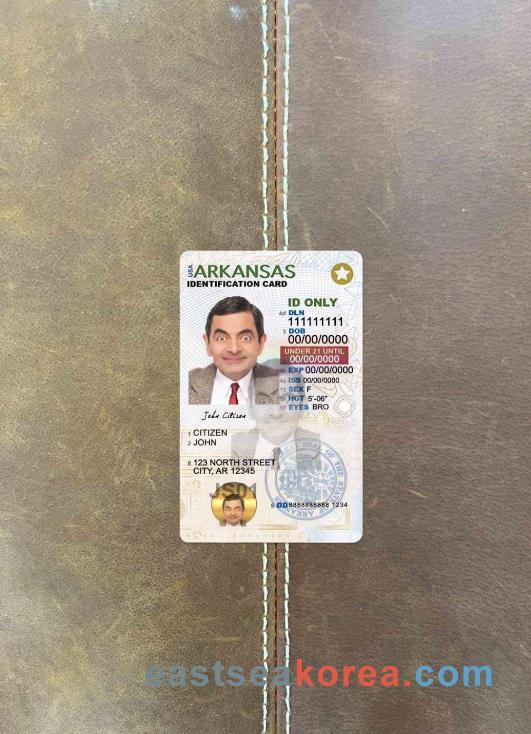 USA
ARKANSAS
IDENTIFICATION CARD
ID ONLY
4d DLN
111111111
3 DOB
00/00/0000
UNDER 21 UNTIL
00/00/0000
4b EXP 00/00/0000
4a ISS 00/00/0000
15 SEX F
16 HGT 5'-06"
18 EYES BRO
John Citizen
1 CITIZEN
2 JOHN
8 123 NORTH STREET
CITY, AR 12345
JS01
5 DD 8888888888 1234
eastseakorea.com